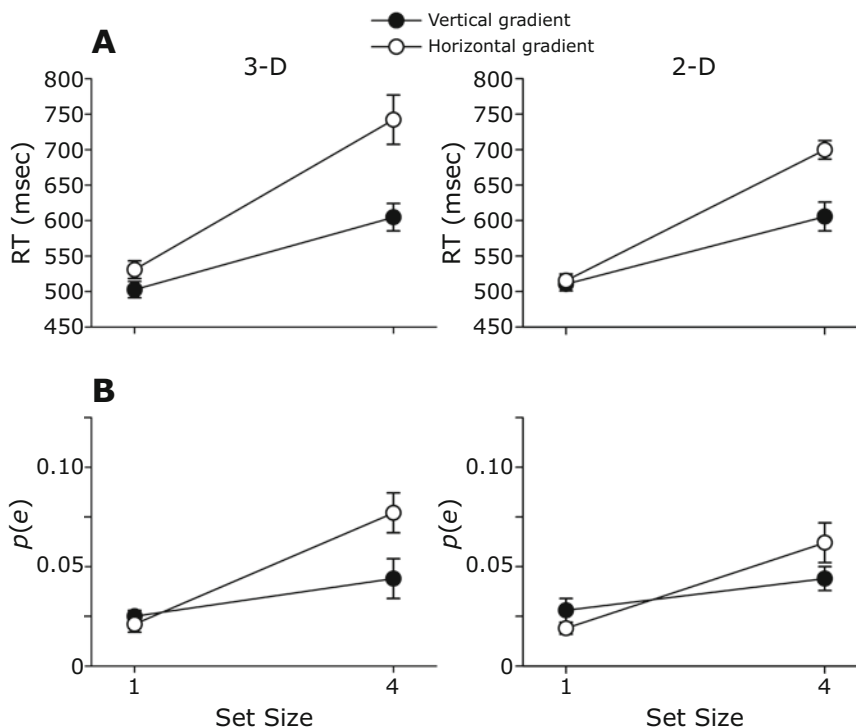 Vertical gradient
Horizontal gradient
A
3-D
2-D
RT (msec)
800
750
700
650
600
550
500
450
RT (msec)
800
750
700
650
600
550
500
450
B
p(e)
0.10
0.05
0
1
4
Set Size
p(e)
0.10
0.05
0
1
4
Set Size